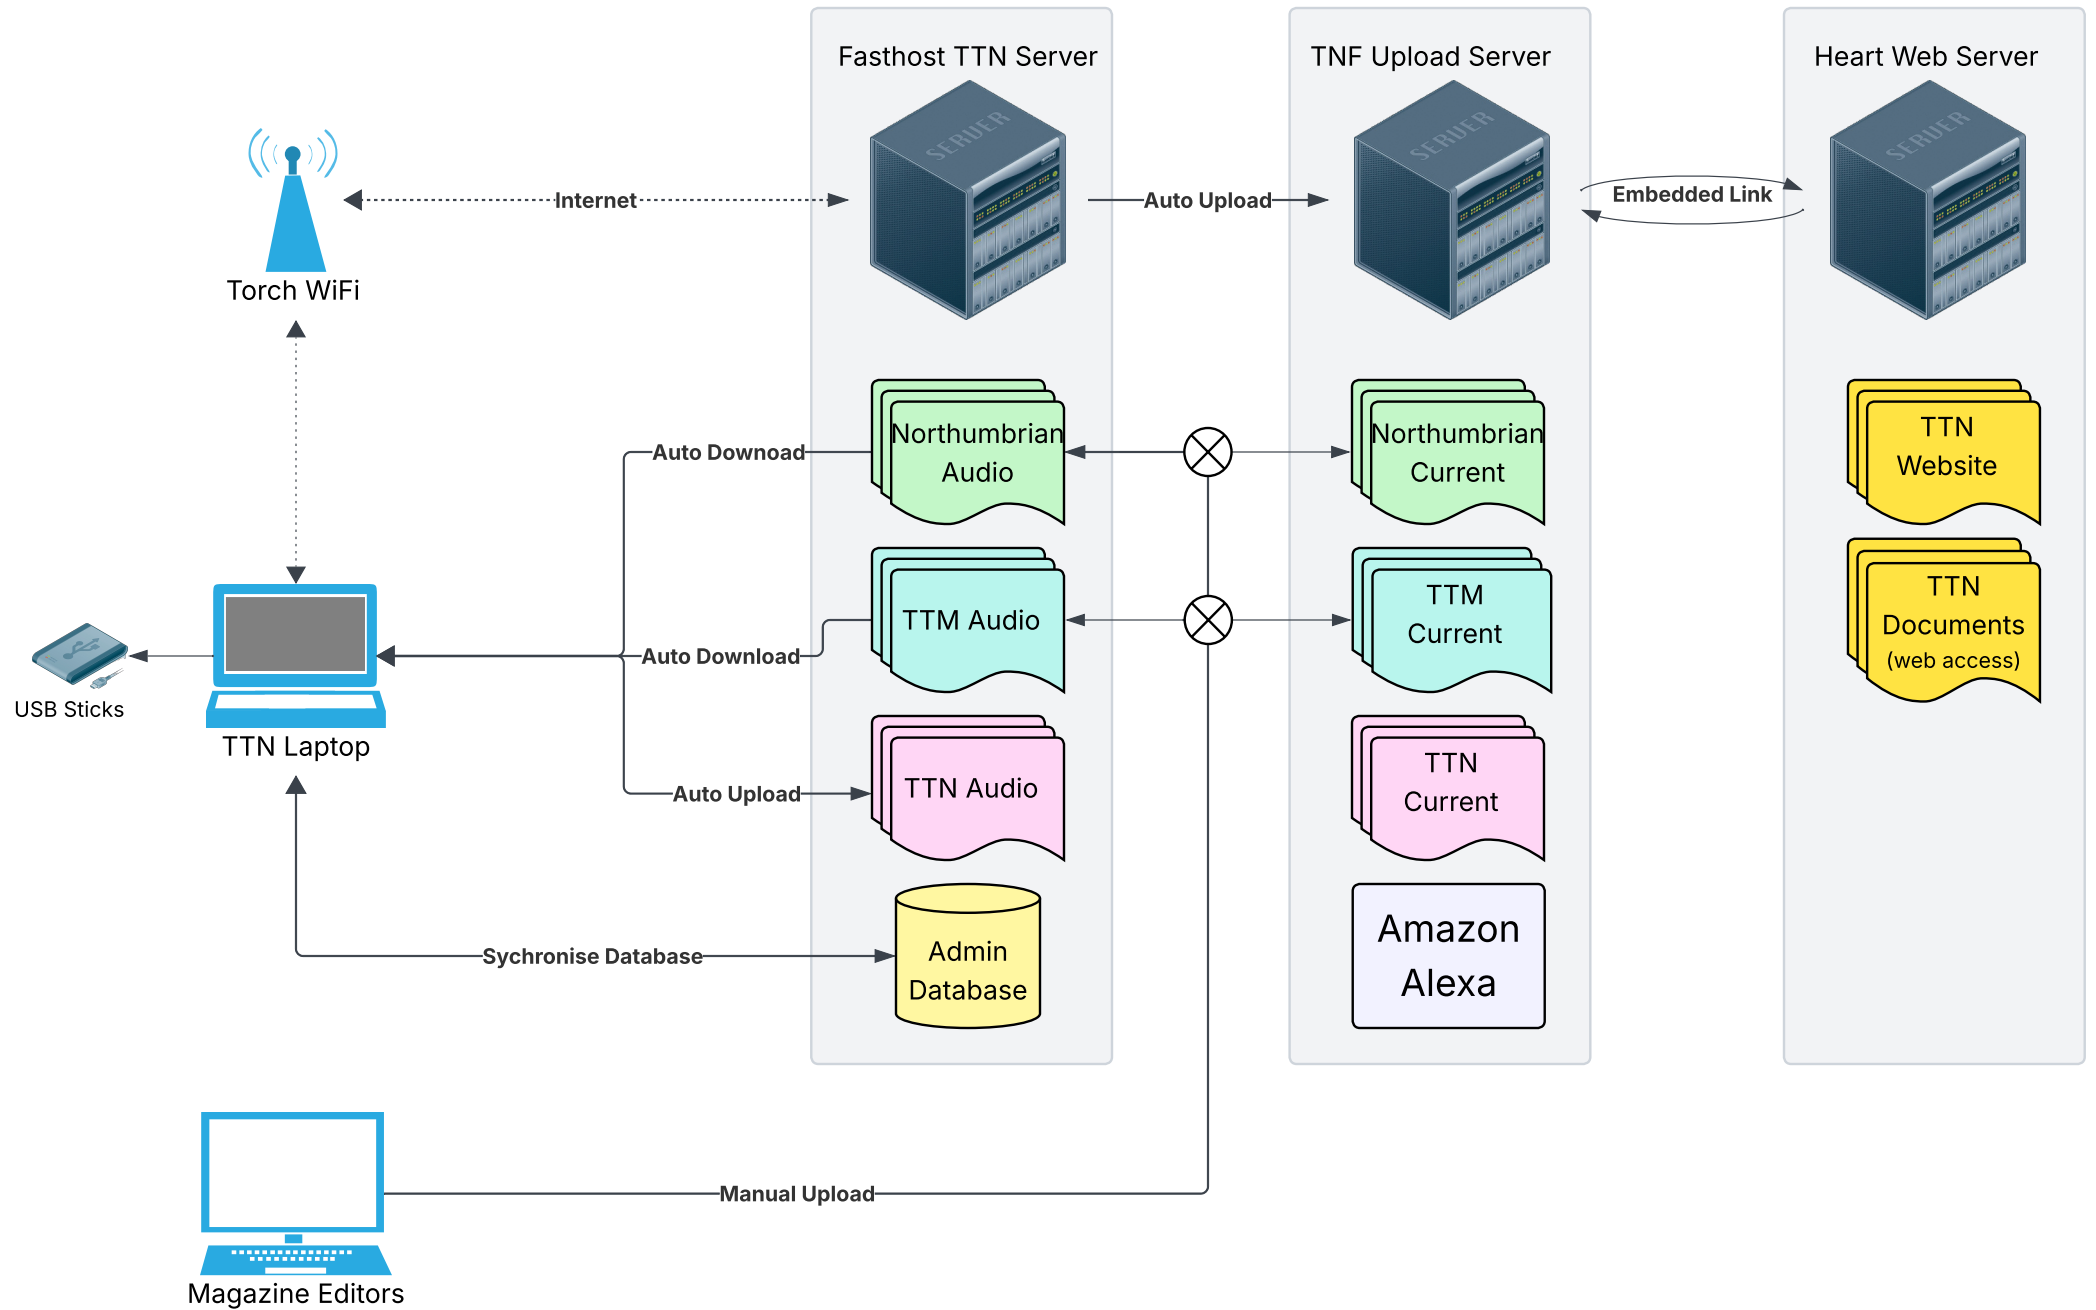 Fasthost TTN Server
TNF Upload Server
Heart Web Server
SERVER
SERVER
SERVER
Internet
Auto Upload
Embedded Link
Torch WiFi
Northumbrian
Audio
Northumbrian
Current
TTN
Website
Auto Downoad
TTM Audio
TTM
Current
TTN
Documents
(web access)
Auto Download
USB Sticks
TTN Laptop
TTN Audio
TTN
Current
Auto Upload
Admin
Database
Amazon
Alexa
Sychronise Database
Manual Upload
Magazine Editors